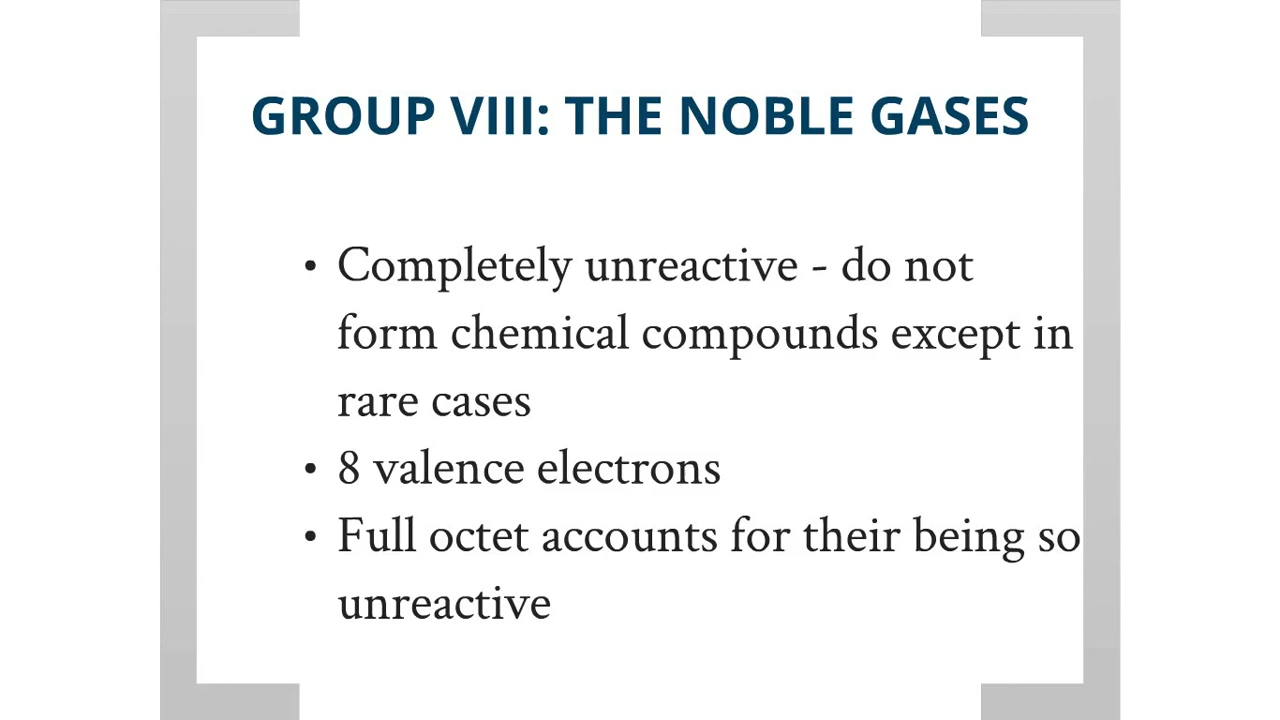 GROUP VIII: THE NOBLE GASES
• Completely unreactive - do not
form chemical compounds except in
rare cases
• 8 valence electrons
• Full octet accounts for their being so
unreactive